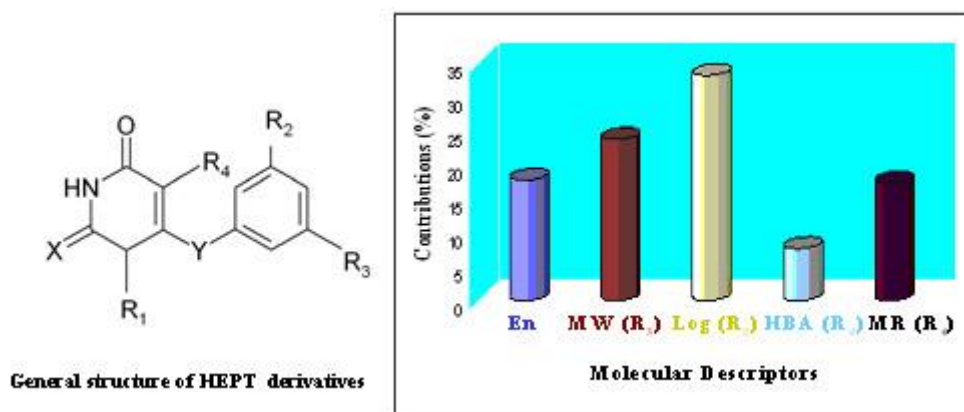 O
R₂
R₄
HN
X
Y
R₃
R₁
General structure of HEPT derivatives
Contributions (%)
35
30
25
20
15
10
5
0
En MW (R Log (R HBA (R MR (R
Molecular Descriptors